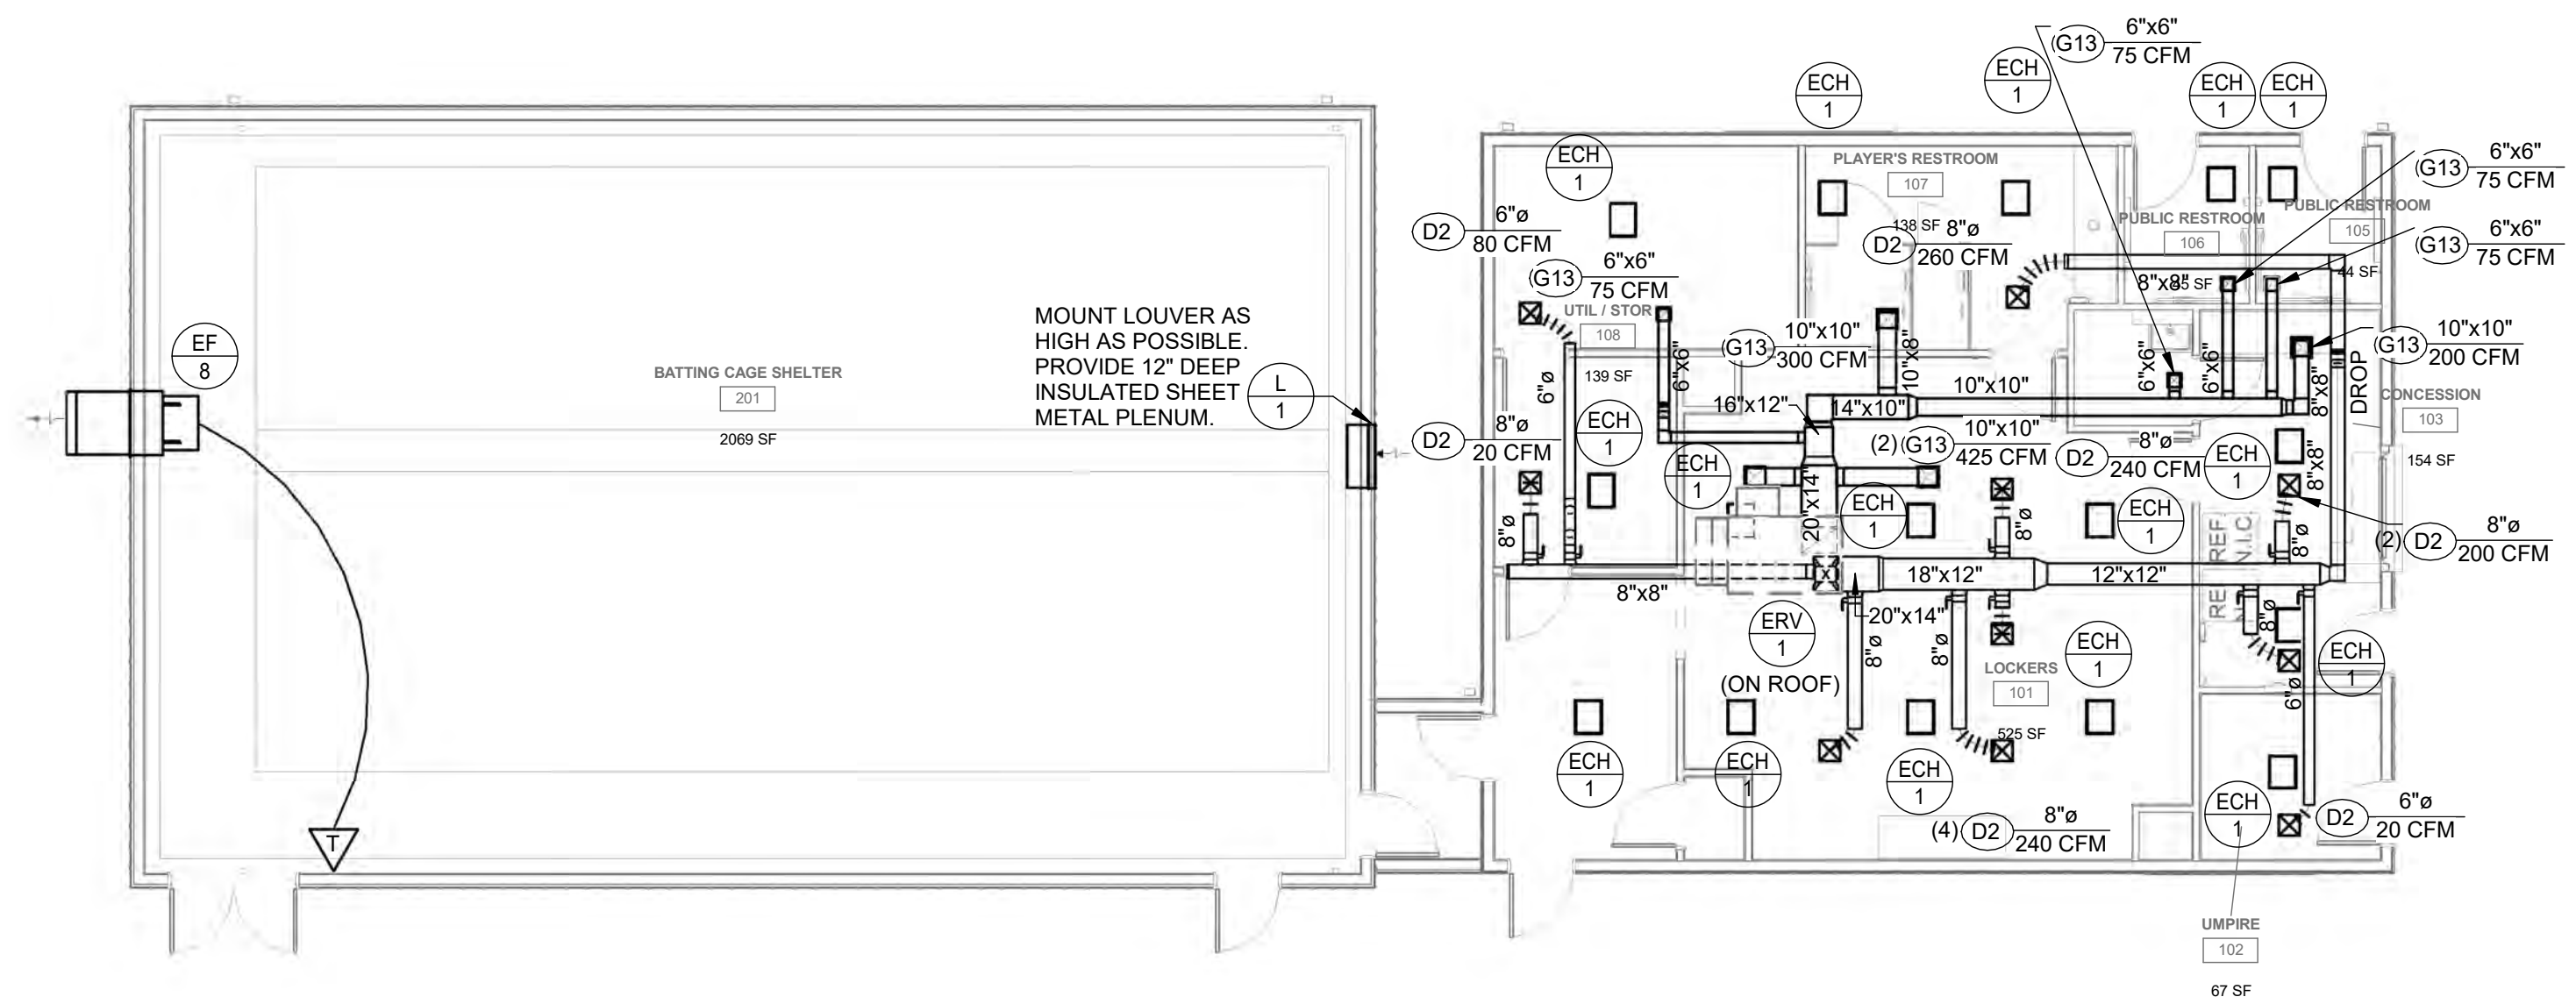 6"x6"
G13
75 CFM
ECH
1
ECH
1
ECH
1
ECH
1
ECH
1
PLAYER'S RESTROOM
107
138 SF
6"x6"
G13
75 CFM
6"ø
D2
80 CFM
8"ø
D2
260 CFM
PUBLIC RESTROOM
106
45 SF
PUBLIC RESTROOM
105
44 SF
6"x6"
G13
75 CFM
6"x6"
G13
75 CFM
8"x8"
UTIL / STOR
108
139 SF
MOUNT LOUVER AS
HIGH AS POSSIBLE.
PROVIDE 12" DEEP
INSULATED SHEET
METAL PLENUM.
L
1
EF
8
BATTING CAGE SHELTER
201
2069 SF
10"x10"
G13
300 CFM
10"x10"
G13
200 CFM
6"ø
6"x6"
10"x8"
6"x6"
6"x6"
8"x8"
DROP
CONCESSION
103
154 SF
16"x12"
14"x10"
10"x10"
8"ø
D2
20 CFM
ECH
1
ECH
1
10"x10"
(2) G13
425 CFM
8"ø
D2
240 CFM
ECH
1
8"x8"
20"x14"
ECH
1
ECH
1
8"ø
8"ø
8"ø
8"ø
(2) D2
200 CFM
REF
REF
N.I.C.
8"x8"
18"x12"
12"x12"
20"x14"
ERV
1
(ON ROOF)
8"ø
8"ø
8"ø
LOCKERS
101
525 SF
ECH
1
ECH
1
6"ø
ECH
1
ECH
1
ECH
1
8"ø
(4) D2
240 CFM
ECH
1
6"ø
D2
20 CFM
T
UMPIRE
102
67 SF